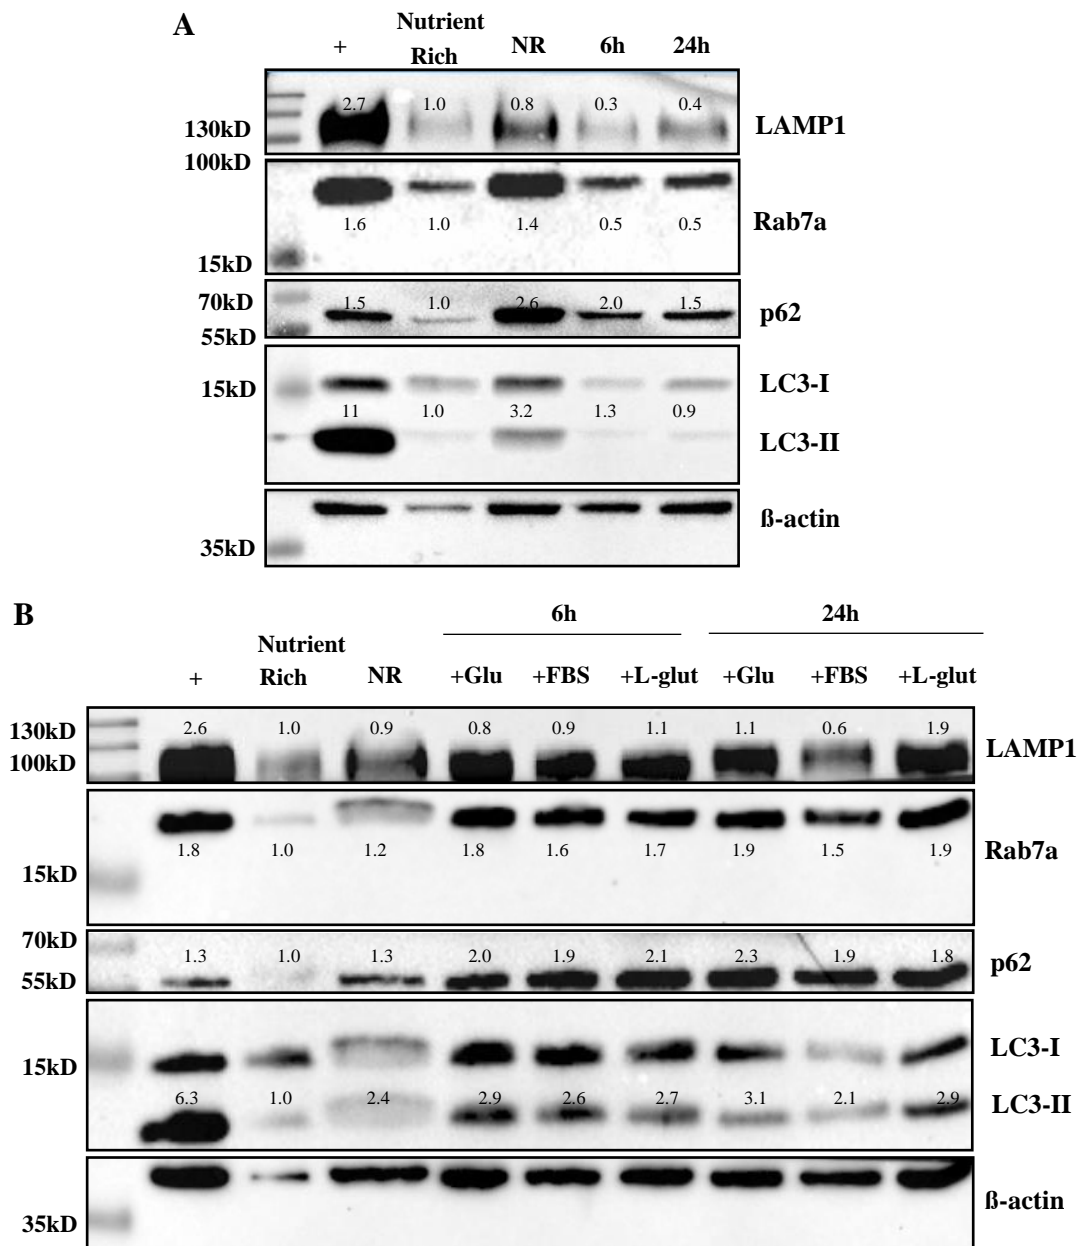 A
+ Nutrient Rich NR 6h 24h
130kD 2.7 1.0 0.8 0.3 0.4 LAMP1
100kD
1.6 1.0 1.4 0.5 0.5 Rab7a
15kD
70kD 1.5 1.0 2.6 2.0 1.5 p62
55kD
15kD LC3-I
11 1.0 3.2 1.3 0.9
LC3-II
ß-actin
35kD
B
6h 24h
+ Nutrient Rich NR +Glu +FBS +L-glut +Glu +FBS +L-glut
130kD 2.6 1.0 0.9 0.8 0.9 1.1 1.1 0.6 1.9 LAMP1
100kD
1.8 1.0 1.2 1.8 1.6 1.7 1.9 1.5 1.9 Rab7a
15kD
70kD
1.3 1.0 1.3 2.0 1.9 2.1 2.3 1.9 1.8 p62
55kD
LC3-I
15kD
6.3 1.0 2.4 2.9 2.6 2.7 3.1 2.1 2.9 LC3-II
ß-actin
35kD